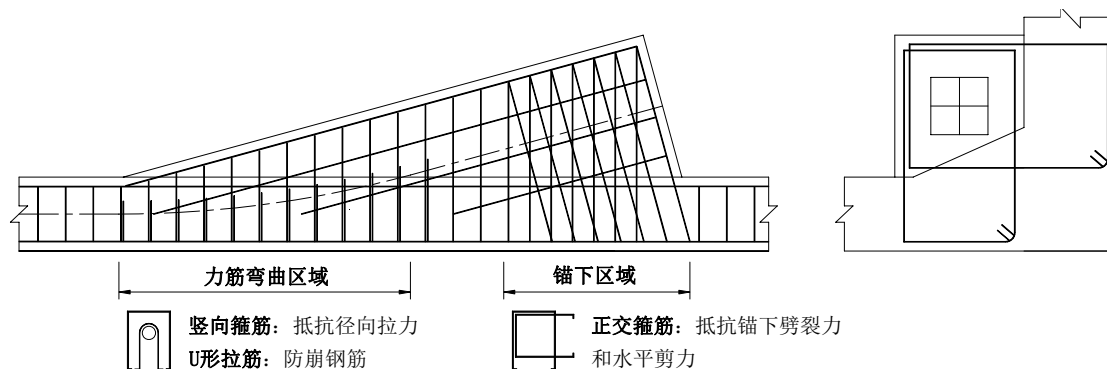 力筋弯曲区域
锚下区域
竖向箍筋：抵抗径向拉力
U形拉筋：防崩钢筋
正交箍筋：抵抗锚下劈裂力
和水平剪力